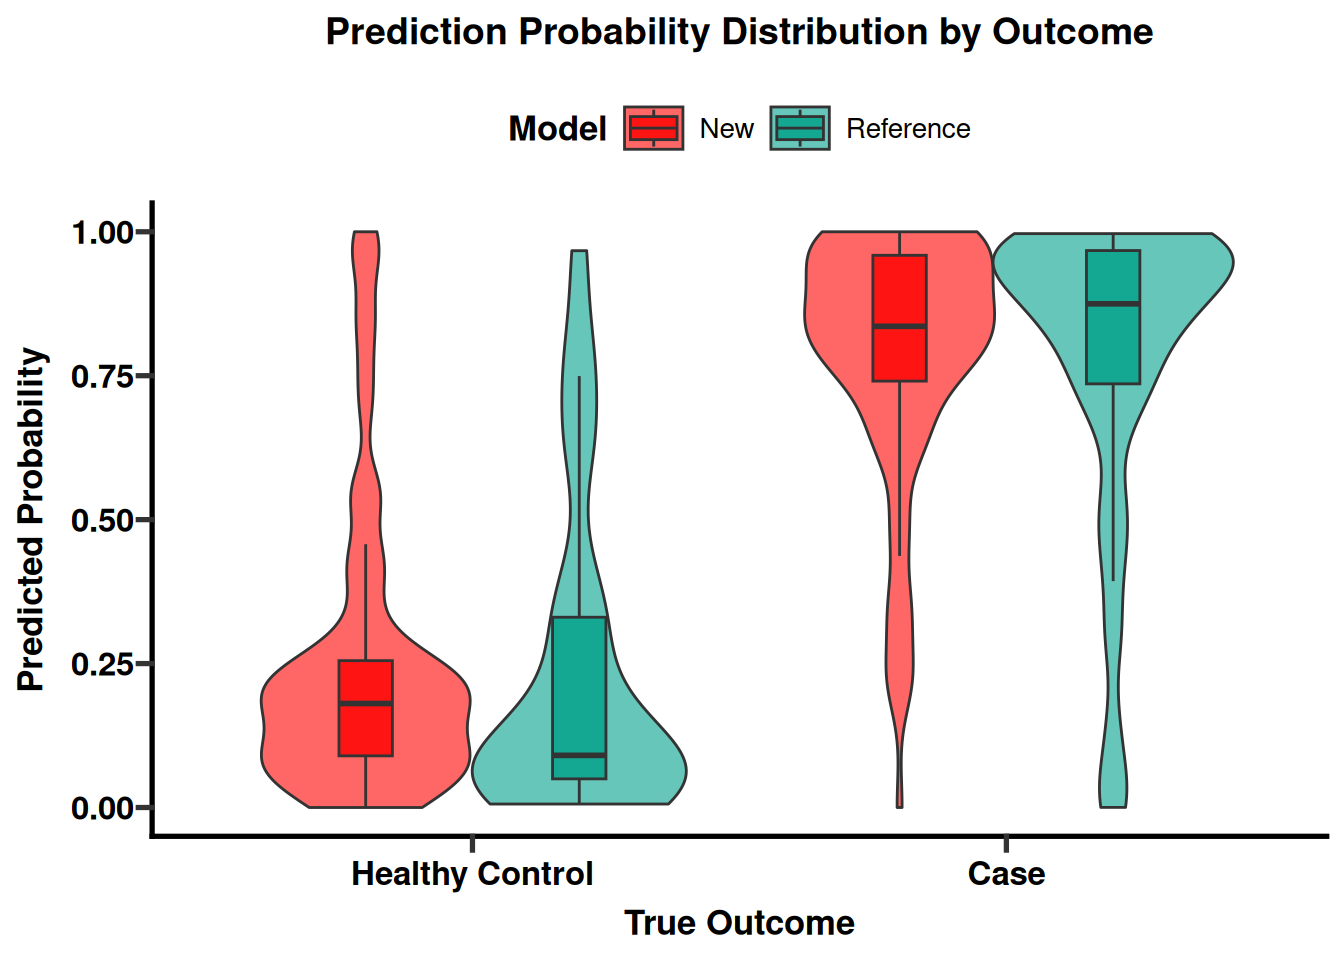 Prediction Probability Distribution by Outcome
Model New Reference
1.00
0.75
0.50
0.25
0.00
Predicted Probability
Healthy Control Case
True Outcome